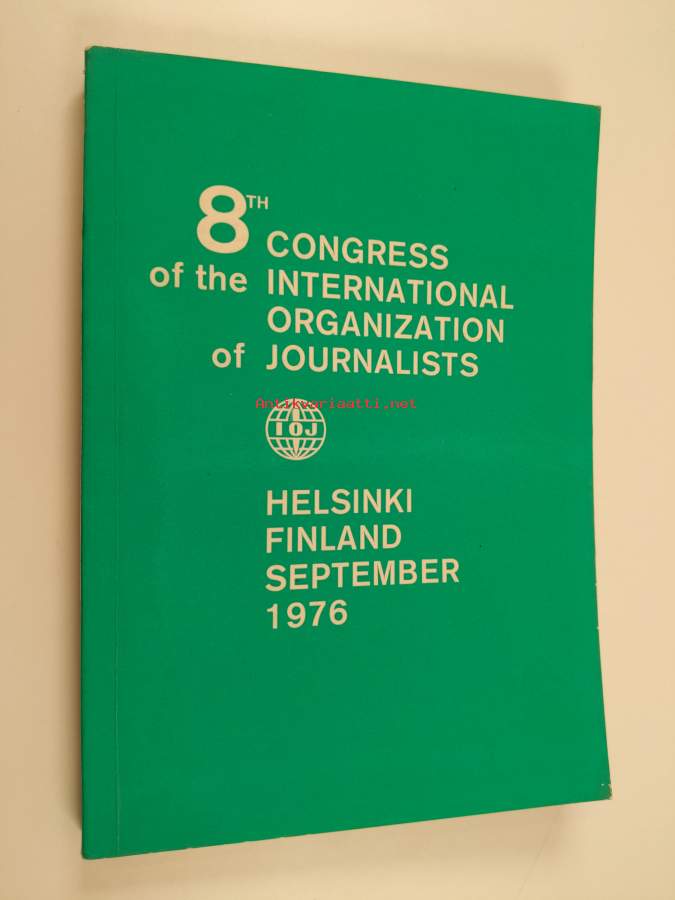 8TH CONGRESS
of the INTERNATIONAL
ORGANIZATION
of JOURNALISTS
Antikvariaatti.net
IOJ
HELSINKI
FINLAND
SEPTEMBER
1976